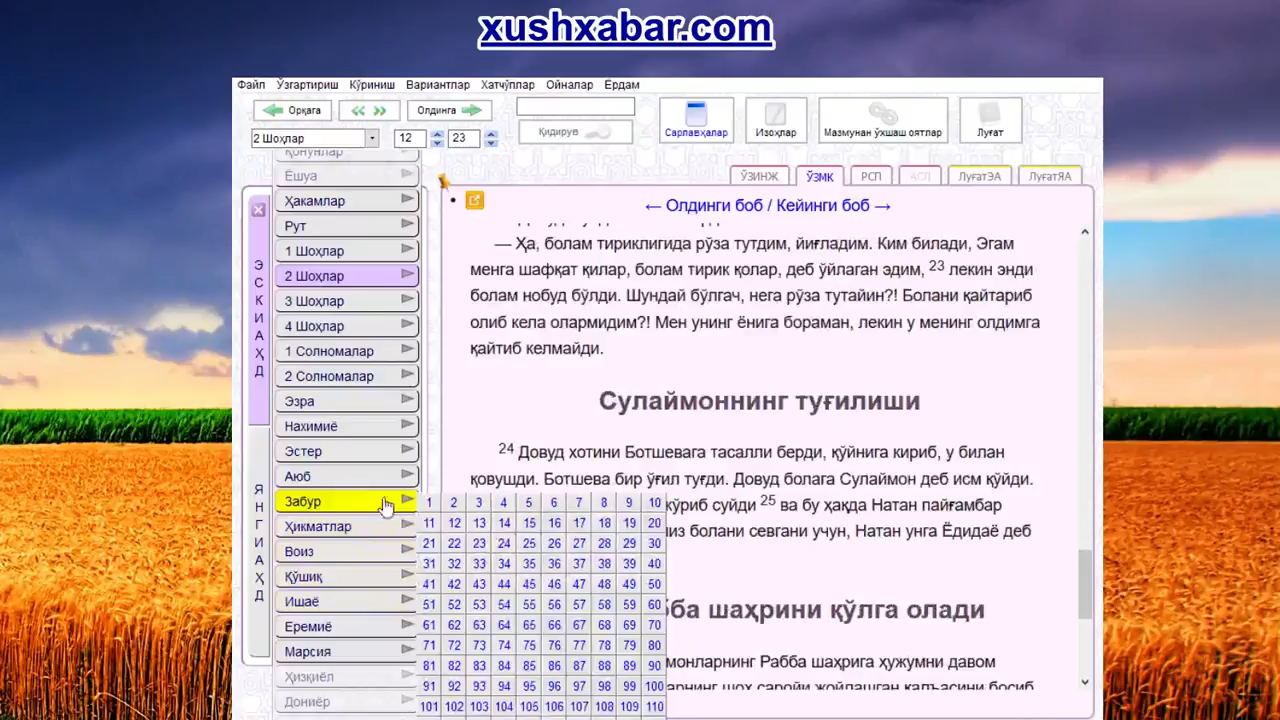 xushxabar.com
Файл Ўзгартириш Кўриниш Вариантлар Хатчўплар Ойналар Ёрдам
Орқага Олдинга
Қидирув
Сарлавҳалар Изоҳлар Мазмунан ўхшаш оятлар Луғат
2 Шоҳлар 12 23
Қонунлар
Ёшуа
Ҳакамлар
Рут
1 Шоҳлар
2 Шоҳлар
3 Шоҳлар
4 Шоҳлар
1 Солномалар
2 Солномалар
Эзра
Нахимиё
Эстер
Аюб
Забур
Ҳикматлар
Воиз
Қўшиқ
Ишаё
Еремиё
Марсия
Ҳизқиёл
Дониёр
ЭСКИ АҲД
ЯНГИ АҲД
1 2 3 4 5 6 7 8 9 10
11 12 13 14 15 16 17 18 19 20
21 22 23 24 25 26 27 28 29 30
31 32 33 34 35 36 37 38 39 40
41 42 43 44 45 46 47 48 49 50
51 52 53 54 55 56 57 58 59 60
61 62 63 64 65 66 67 68 69 70
71 72 73 74 75 76 77 78 79 80
81 82 83 84 85 86 87 88 89 90
91 92 93 94 95 96 97 98 99 100
101 102 103 104 105 106 107 108 109 110
ЎЗИНЖ ЎЗМК РСП АСЛ ЛуғатЭА ЛуғатЯА
← Олдинги боб / Кейинги боб →
— Ҳа, болам тириклигида рўза тутдим, йиғладим. Ким билади, Эгам
менга шафқат қилар, болам тирик қолар, деб ўйлаган эдим, 23 лекин энди
болам нобуд бўлди. Шундай бўлгач, нега рўза тутайин?! Болани қайтариб
олиб кела олармидим?! Мен унинг ёнига бораман, лекин у менинг олдимга
қайтиб келмайди.
Сулаймоннинг туғилиши
24 Довуд хотини Ботшевага тасалли берди, қўйнига кириб, у билан
қовушди. Ботшева бир ўғил туғди. Довуд болага Сулаймон деб исм қўйди.
кўриб суйди 25 ва бу ҳақда Натан пайғамбар
из болани севгани учун, Натан унга Ёдидаё деб
ба шаҳрини қўлга олади
монларнинг Рабба шаҳрига ҳужумни давом
арнинг шоҳ саройи жойлашган қалъасини босиб